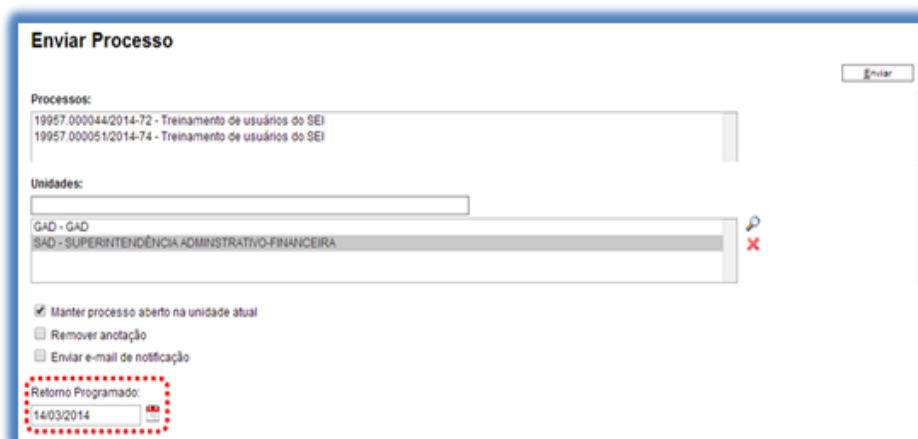 Enviar Processo
Enviar
Processos:
19957.000044/2014-72 - Treinamento de usuários do SEI
19957.000051/2014-74 - Treinamento de usuários do SEI
Unidades:
GAD - GAD
SAD - SUPERINTENDÊNCIA ADMINSTRATIVO-FINANCEIRA
Manter processo aberto na unidade atual
Remover anotação
Enviar e-mail de notificação
Retorno Programado:
14/03/2014